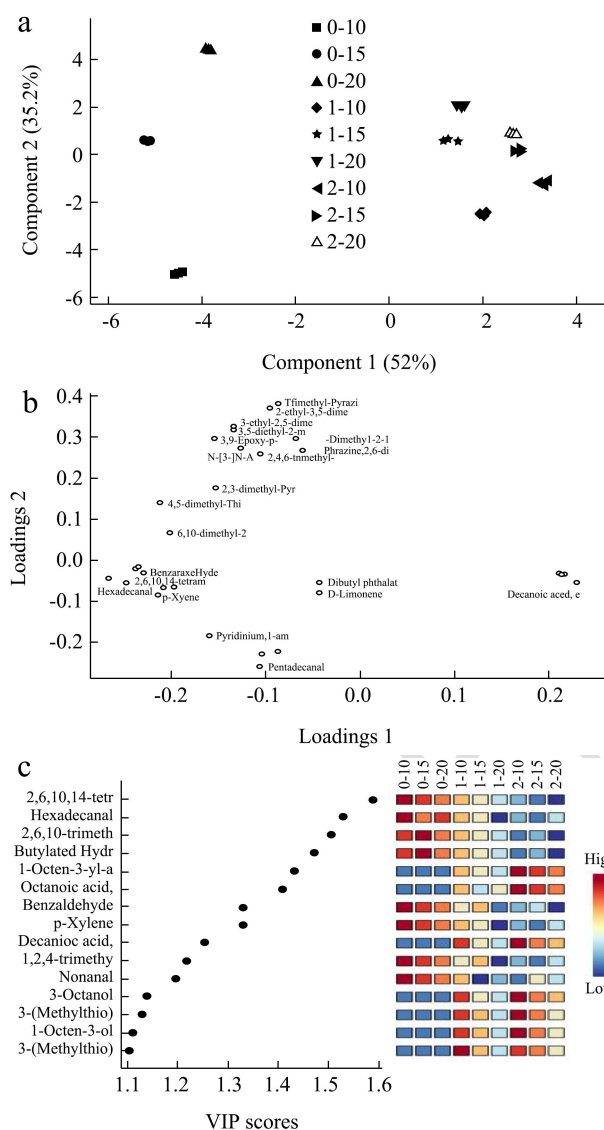 a
0-10
0-15
0-20
1-10
1-15
1-20
2-10
2-15
2-20
Component 2 (35.2%)
4
2
0
-2
-4
-6
-6
-4
-2
0
2
4
Component 1 (52%)
b
Loadings 2
0.4
0.3
0.2
0.1
0.0
-0.1
-0.2
Tfimethyl-Pyrazi
2-ethyl-3,5-dime
3-ethyl-2,5-dime
3,5-diethyl-2-m
3,9-Epoxy-p-
-Dimethy1-2-1
N-[3-]N-A
2,4,6-tnmethyl-
Phrazine,2,6-di
2,3-dimethyl-Pyr
4,5-dimethyl-Thi
6,10-dimethyl-2
BenzaraxeHyde
2,6,10,14-tetram
Hexadecanal
p-Xyene
Dibutyl phthalat
D-Limonene
Decanoic aced, e
Pyridinium,1-am
Pentadecanal
-0.2
-0.1
0.0
0.1
0.2
Loadings 1
c
0-10
0-15
0-20
1-10
1-15
1-20
2-10
2-15
2-20
2,6,10,14-tetr
Hexadecanal
2,6,10-trimeth
Butylated Hydr
1-Octen-3-yl-a
Octanoic acid,
Benzaldehyde
p-Xylene
Decanioc acid,
1,2,4-trimethy
Nonanal
3-Octanol
3-(Methylthio)
1-Octen-3-ol
3-(Methylthio)
Hig
Lo
1.1
1.2
1.3
1.4
1.5
1.6
VIP scores